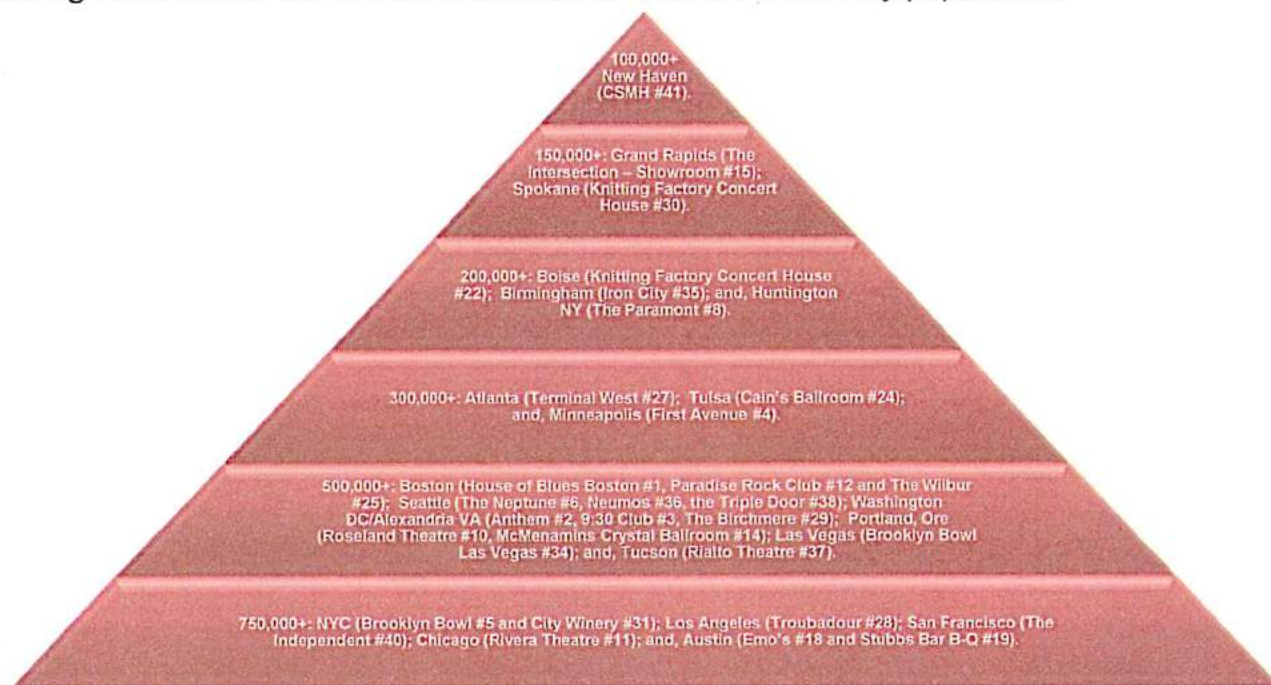 100,000+
New Haven
(CSMH #41).
150,000+: Grand Rapids (The
Intersection – Showroom #15);
Spokane (Knitting Factory Concert
House #30).
200,000+: Boise (Knitting Factory Concert House
#22); Birmingham (Iron City #35); and, Huntington
NY (The Paramont #8).
300,000+: Atlanta (Terminal West #27); Tulsa (Cain's Ballroom #24);
and, Minneapolis (First Avenue #4).
500,000+: Boston (House of Blues Boston #1, Paradise Rock Club #12 and The Wilbur
#25); Seattle (The Neptune #6, Neumos #36, the Triple Door #38); Washington
DC/Alexandria VA (Anthem #2, 9:30 Club #3, The Birchmere #29); Portland, Ore
(Roseland Theatre #10, McMenamins Crystal Ballroom #14); Las Vegas (Brooklyn Bowl
Las Vegas #34); and, Tucson (Rialto Theatre #37).
750,000+: NYC (Brooklyn Bowl #5 and City Winery #31); Los Angeles (Troubadour #28); San Francisco (The
Independent #40); Chicago (Rivera Theatre #11); and, Austin (Emo's #18 and Stubbs Bar B-Q #19).